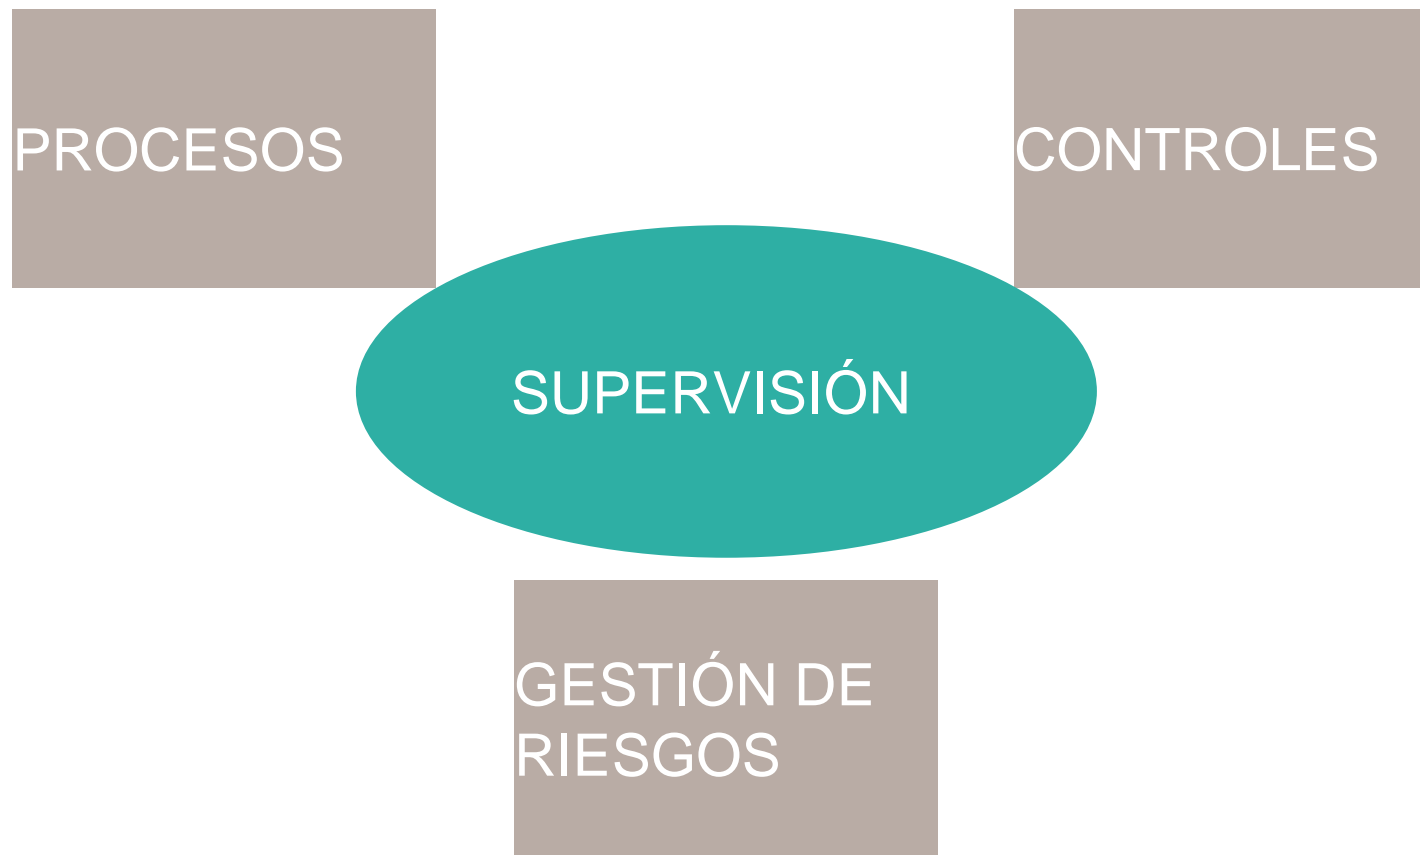 PROCESOS
CONTROLES
SUPERVISIÓN
GESTIÓN DE
RIESGOS